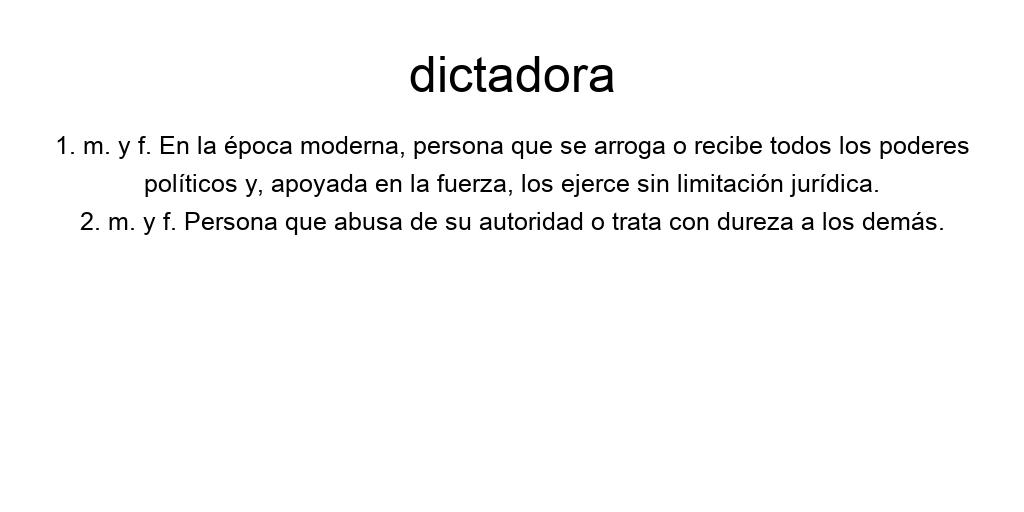 dictadora
1. m. y f. En la época moderna, persona que se arroga o recibe todos los poderes
políticos y, apoyada en la fuerza, los ejerce sin limitación jurídica.
2. m. y f. Persona que abusa de su autoridad o trata con dureza a los demás.